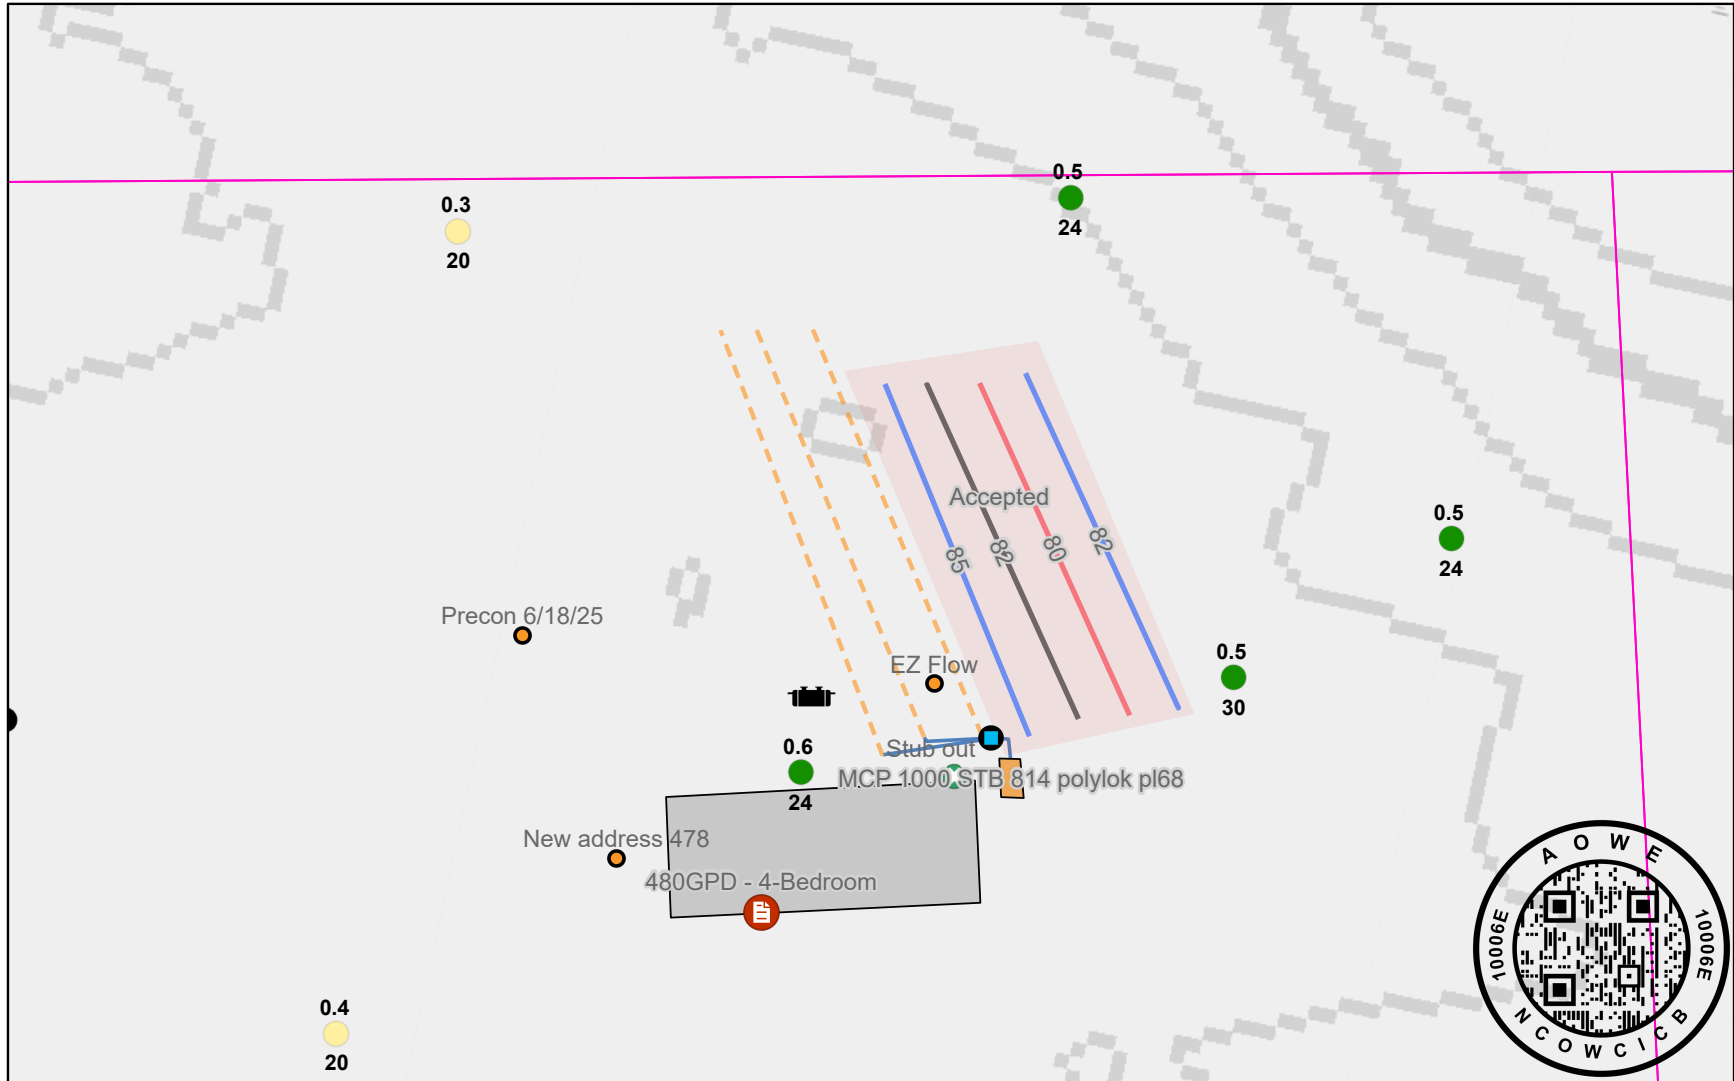 0.5
24
0.3
20
Accepted
85
82
80
82
0.5
24
Precon 6/18/25
EZ Flow
0.5
30
Stub out
0.6
24
MCP 1000 STB 814 polylok pl68
New address 478
480GPD - 4-Bedroom
0.4
20
AOWE
10006E
10006E
NCOWCICB